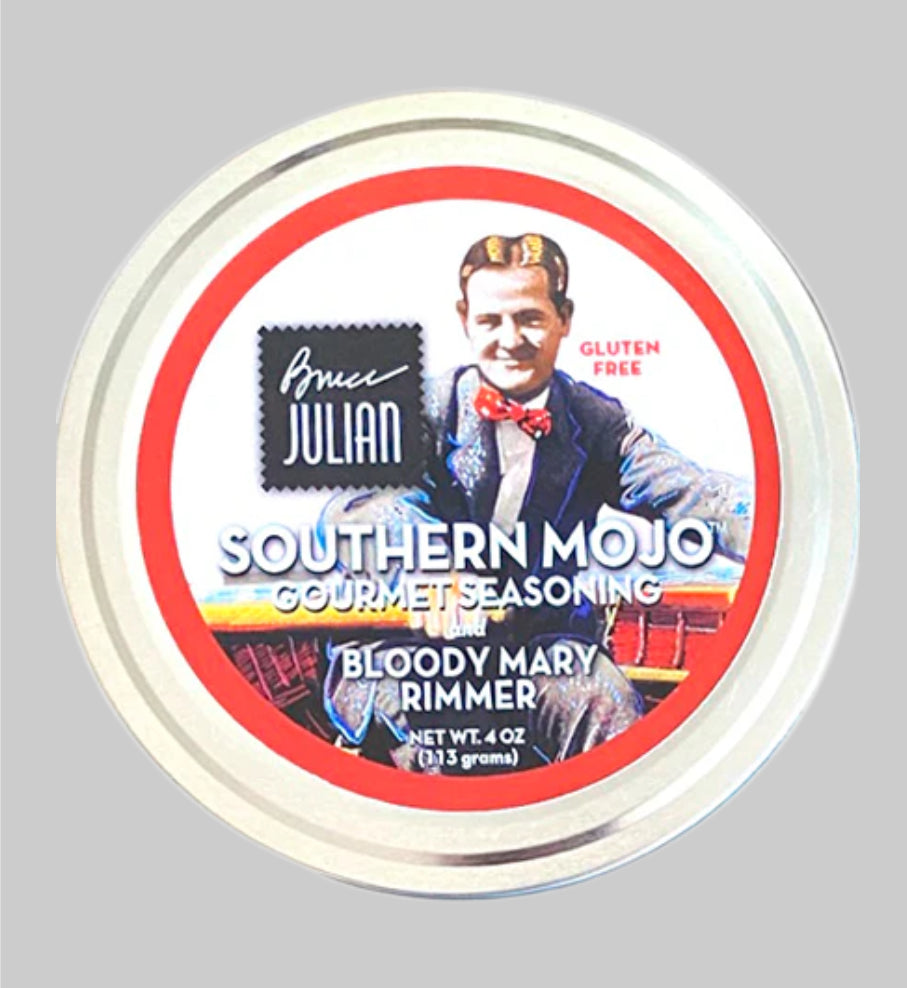 Bruce
JULIAN
GLUTEN
FREE
SOUTHERN MOJO™
GOURMET SEASONING
and
BLOODY MARY
RIMMER
NET WT. 4 OZ
(113 grams)